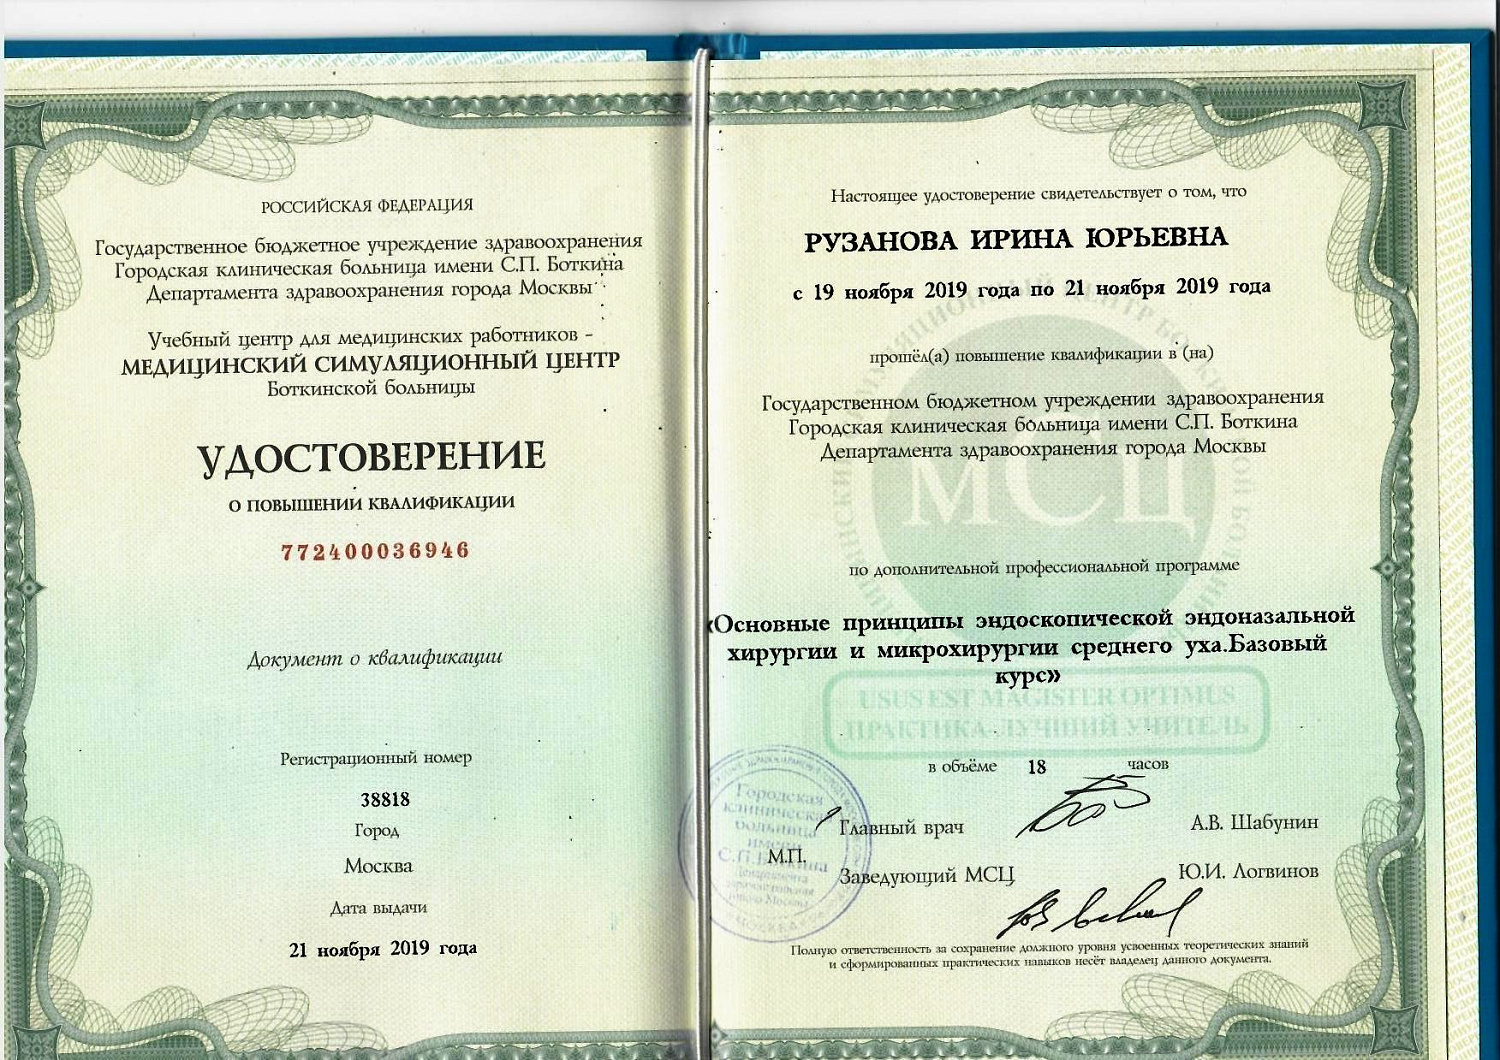 РОССИЙСКАЯ ФЕДЕРАЦИЯ
Государственное бюджетное учреждение здравоохранения
Городская клиническая больница имени С.П. Боткина
Департамента здравоохранения города Москвы
Учебный центр для медицинских работников –
МЕДИЦИНСКИЙ СИМУЛЯЦИОННЫЙ ЦЕНТР
Боткинской больницы
УДОСТОВЕРЕНИЕ
О ПОВЫШЕНИИ КВАЛИФИКАЦИИ
772400036946
Документ о квалификации
Регистрационный номер
38818
Город
Москва
Дата выдачи
21 ноября 2019 года
Настоящее удостоверение свидетельствует о том, что
РУЗАНОВА ИРИНА ЮРЬЕВНА
с 19 ноября 2019 года по 21 ноября 2019 года
прошёл(а) повышение квалификации в (на)
Государственном бюджетном учреждении здравоохранения
Городская клиническая больница имени С.П. Боткина
Департамента здравоохранения города Москвы
МСЦ
по дополнительной профессиональной программе
«Основные принципы эндоскопической эндоназальной
хирургии и микрохирургии среднего уха.Базовый
курс»
USUS EST MAGISTER OPTIMUS
ПРАКТИКА-ЛУЧШИЙ УЧИТЕЛЬ
в объёме 18 часов
Главный врач А.В. Шабунин
М.П.
Заведующий МСЦ Ю.И. Логвинов
Городская
клиническая
больница
имени
С.П.Боткина
Полную ответственность за сохранение должного уровня усвоенных теоретических знаний
и сформированных практических навыков несёт владелец данного документа.